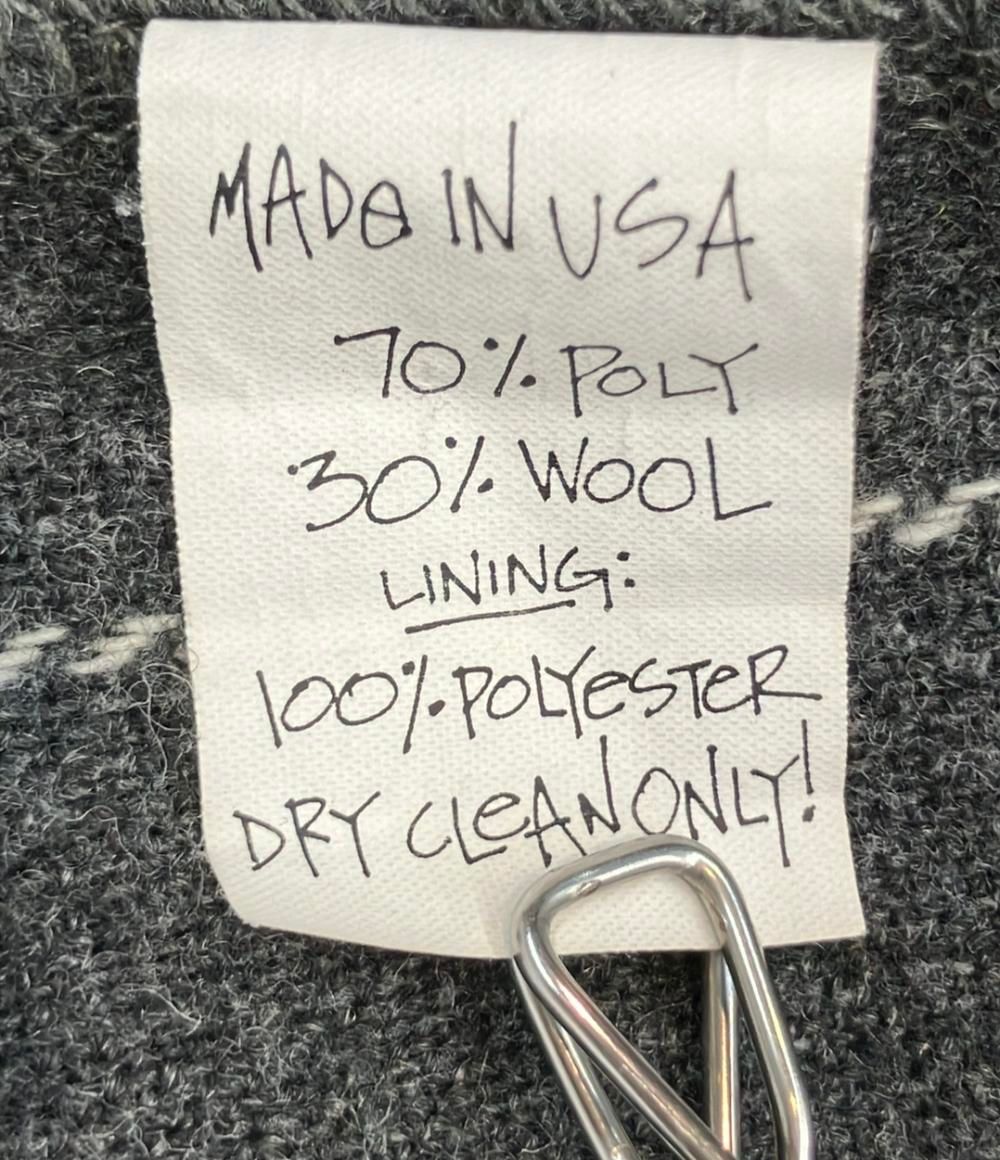 MADe IN USA
70% POLY
30% WOOL
LINING:
100% POLYeSTeR
DRY CLeAN ONLY!